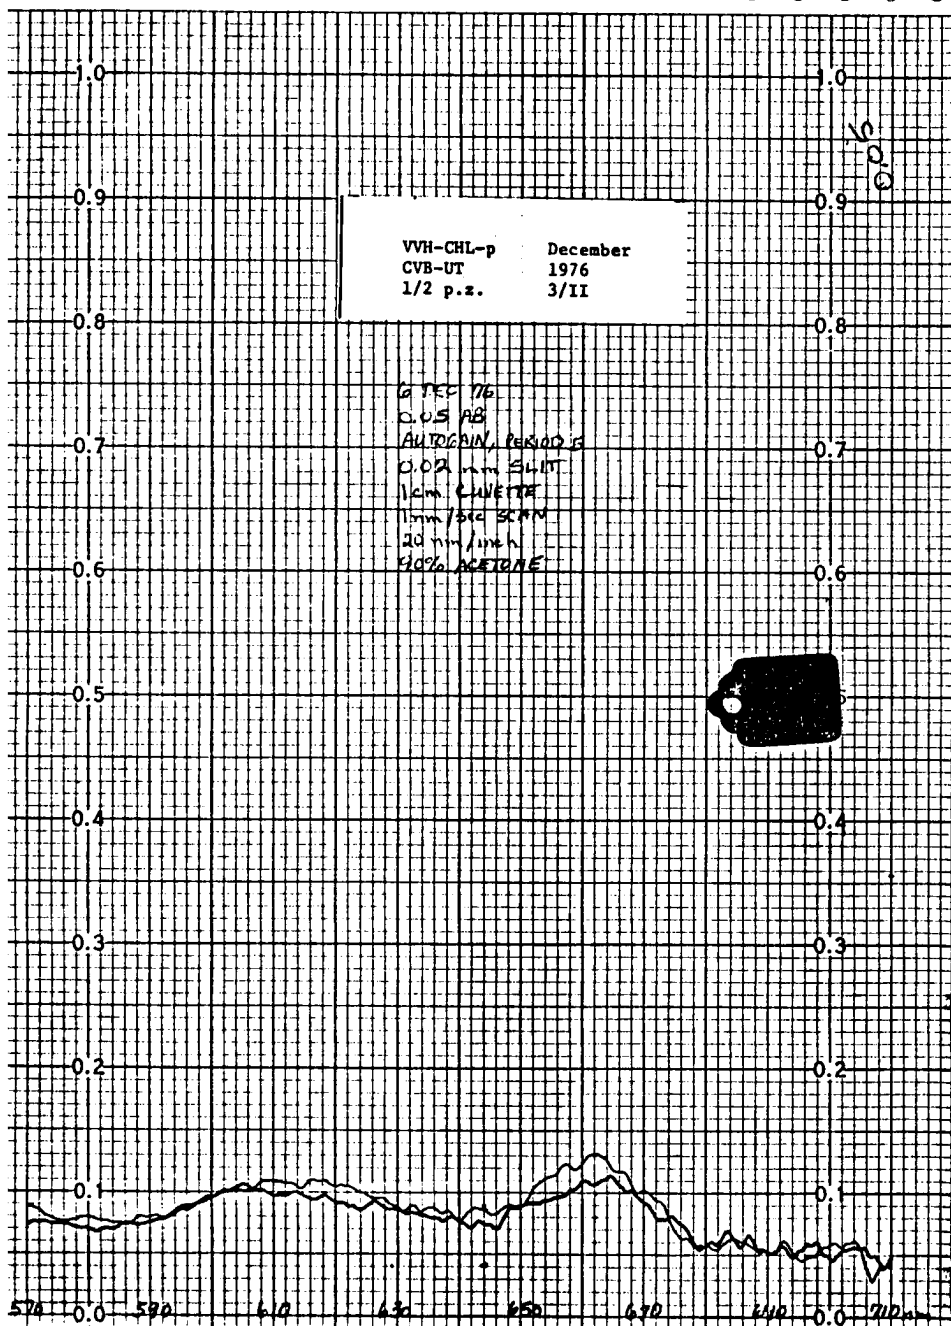 1.0 1.0
0.05
0.9 0.9
VVH-CHL-p December
CVB-UT 1976
1/2 p.z. 3/II
0.8 0.8
6 DEC 76
0.05 AB
0.7 AUTOGAIN, PERIOD 5 0.7
0.02 mm SLIT
1cm CUVETTE
1nm/sec SCAN
20 nm/inch
0.6 90% ACETONE 0.6
0.5
0.4 0.4
0.3 0.3
0.2 0.2
0.1 0.1
570 0.0 590 610 630 650 670 690 0.0 710 nm